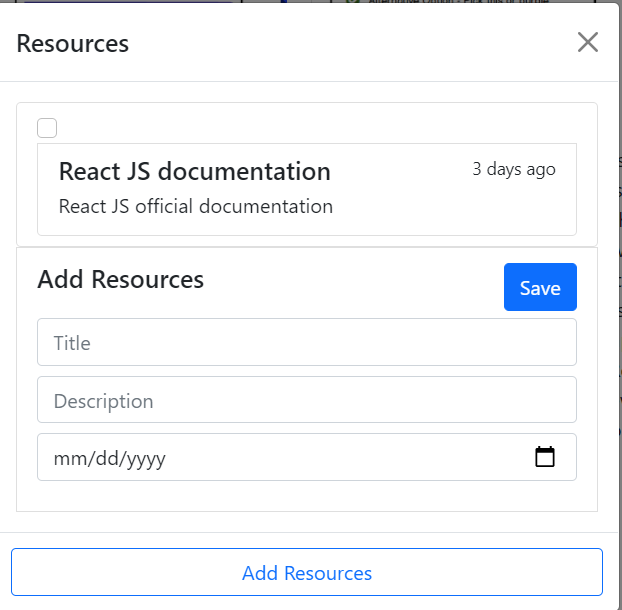 Resources
React JS documentation
3 days ago
React JS official documentation
Add Resources
Save
Title
Description
mm/dd/yyyy
Add Resources